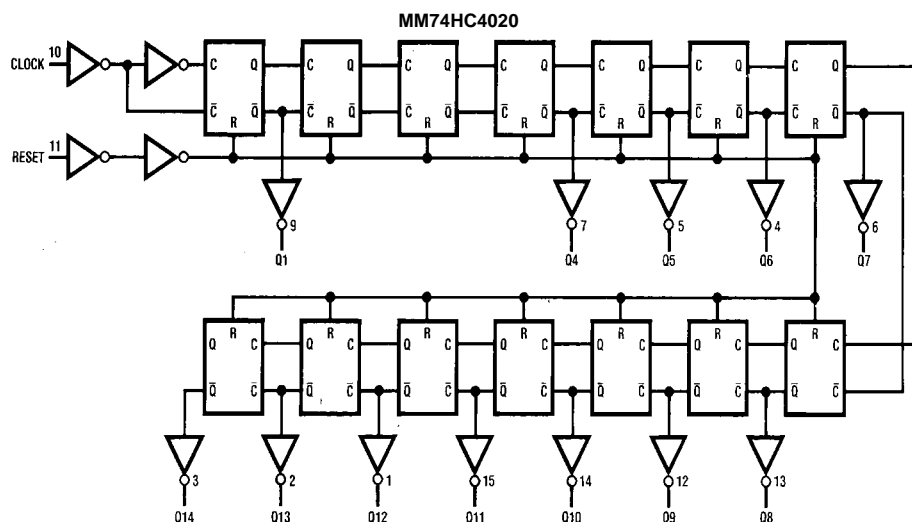 MM74HC4020
10
CLOCK
C Q C Q C Q C Q C Q C Q C Q
C̅ Q̅ C̅ Q̅ C̅ Q̅ C̅ Q̅ C̅ Q̅ C̅ Q̅ C̅ Q̅
R R R R R R R
11
RESET
9 7 5 4 6
Q1 Q4 Q5 Q6 Q7
R R R R R R R
Q C Q C Q C Q C Q C Q C Q C
Q̅ C̅ Q̅ C̅ Q̅ C̅ Q̅ C̅ Q̅ C̅ Q̅ C̅ Q̅ C̅
3 2 1 15 14 12 13
Q14 Q13 Q12 Q11 Q10 Q9 Q8